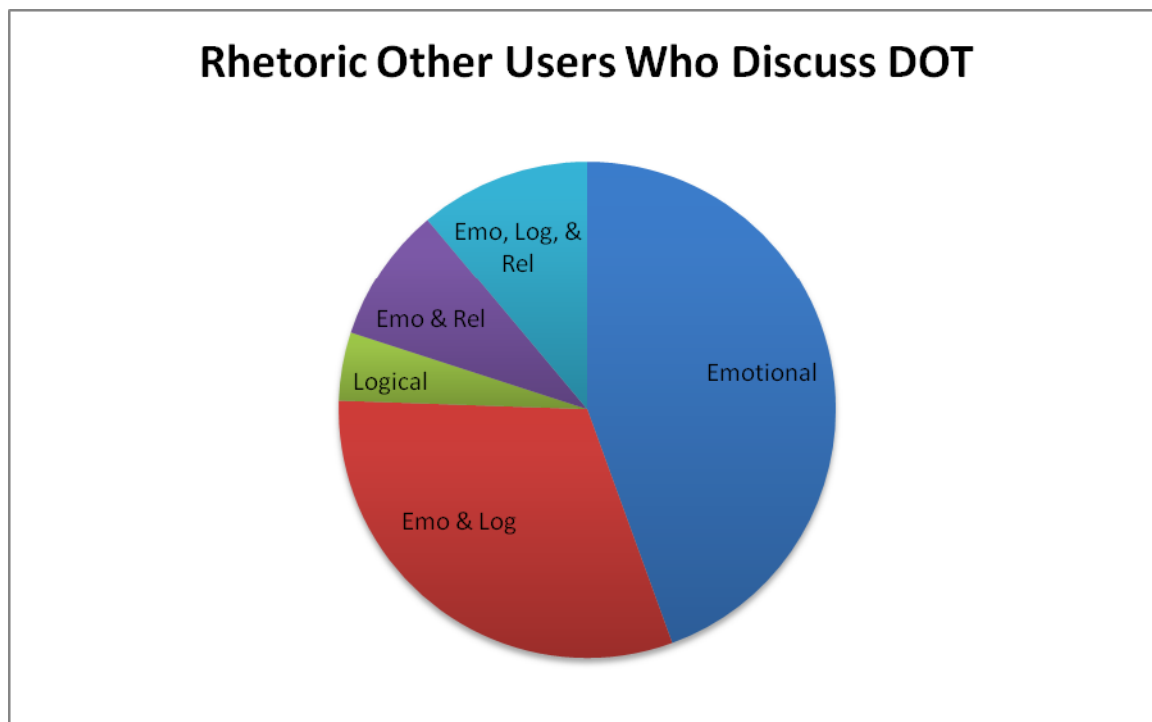 Rhetoric Other Users Who Discuss DOT
Emo, Log, &
Rel
Emo & Rel
Emotional
Logical
Emo & Log